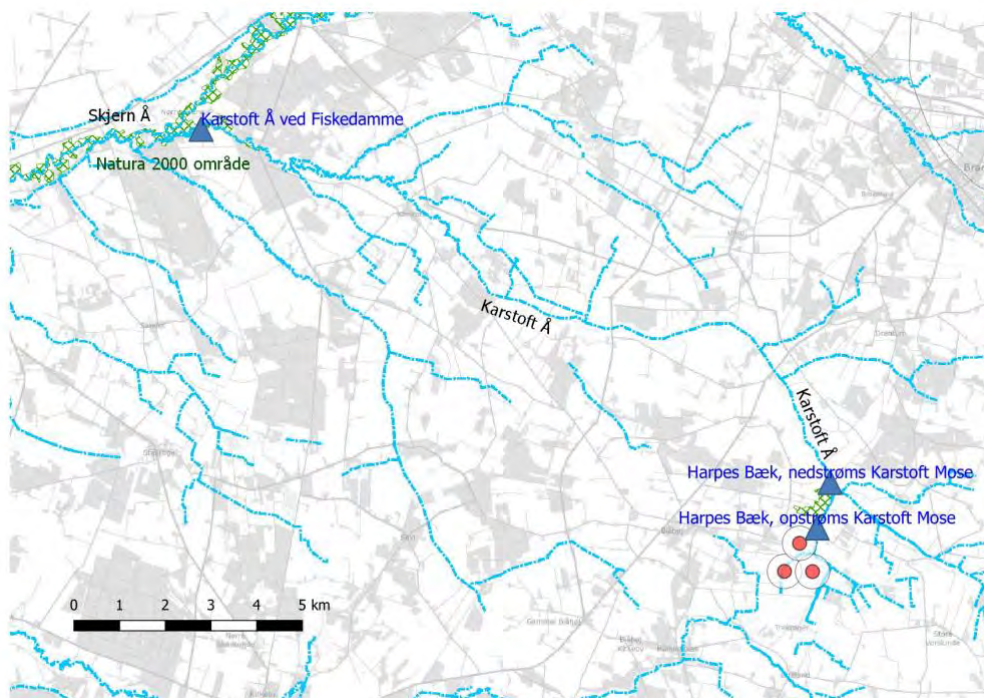 Skjern Å
Karstoft Å ved Fiskedamme
Natura 2000 område
Karstoft Å
Karstoft Å
Harpes Bæk, nedstrøms Karstoft Mose
Harpes Bæk, opstrøms Karstoft Mose
0 1 2 3 4 5 km